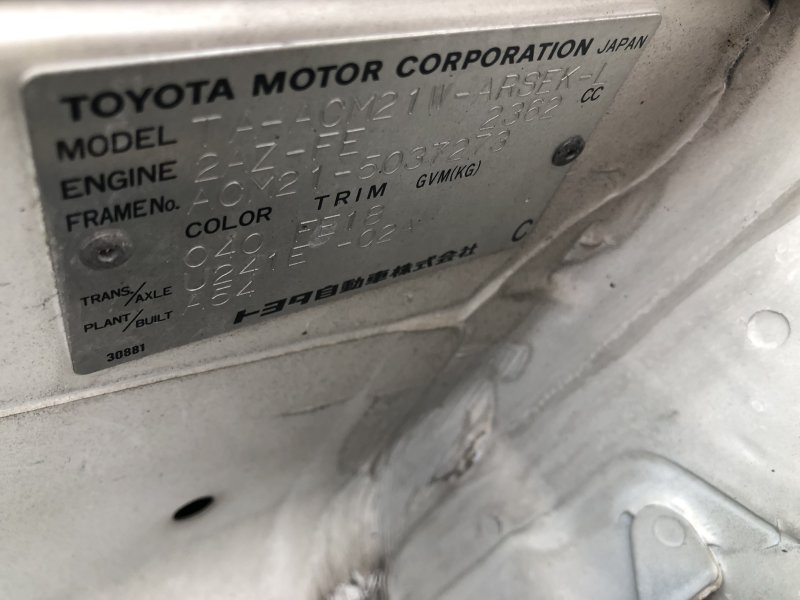 TOYOTA MOTOR CORPORATION JAPAN
MODEL TA-ACM21W-ARSEK-L
ENGINE 2AZ-FE 2362 CC
FRAME No. ACM21-5037273
COLOR TRIM GVM(KG)
040 FB18
TRANS/AXLE U241E -02A
PLANT/BUILT A54
トヨタ自動車株式会社 C
30881